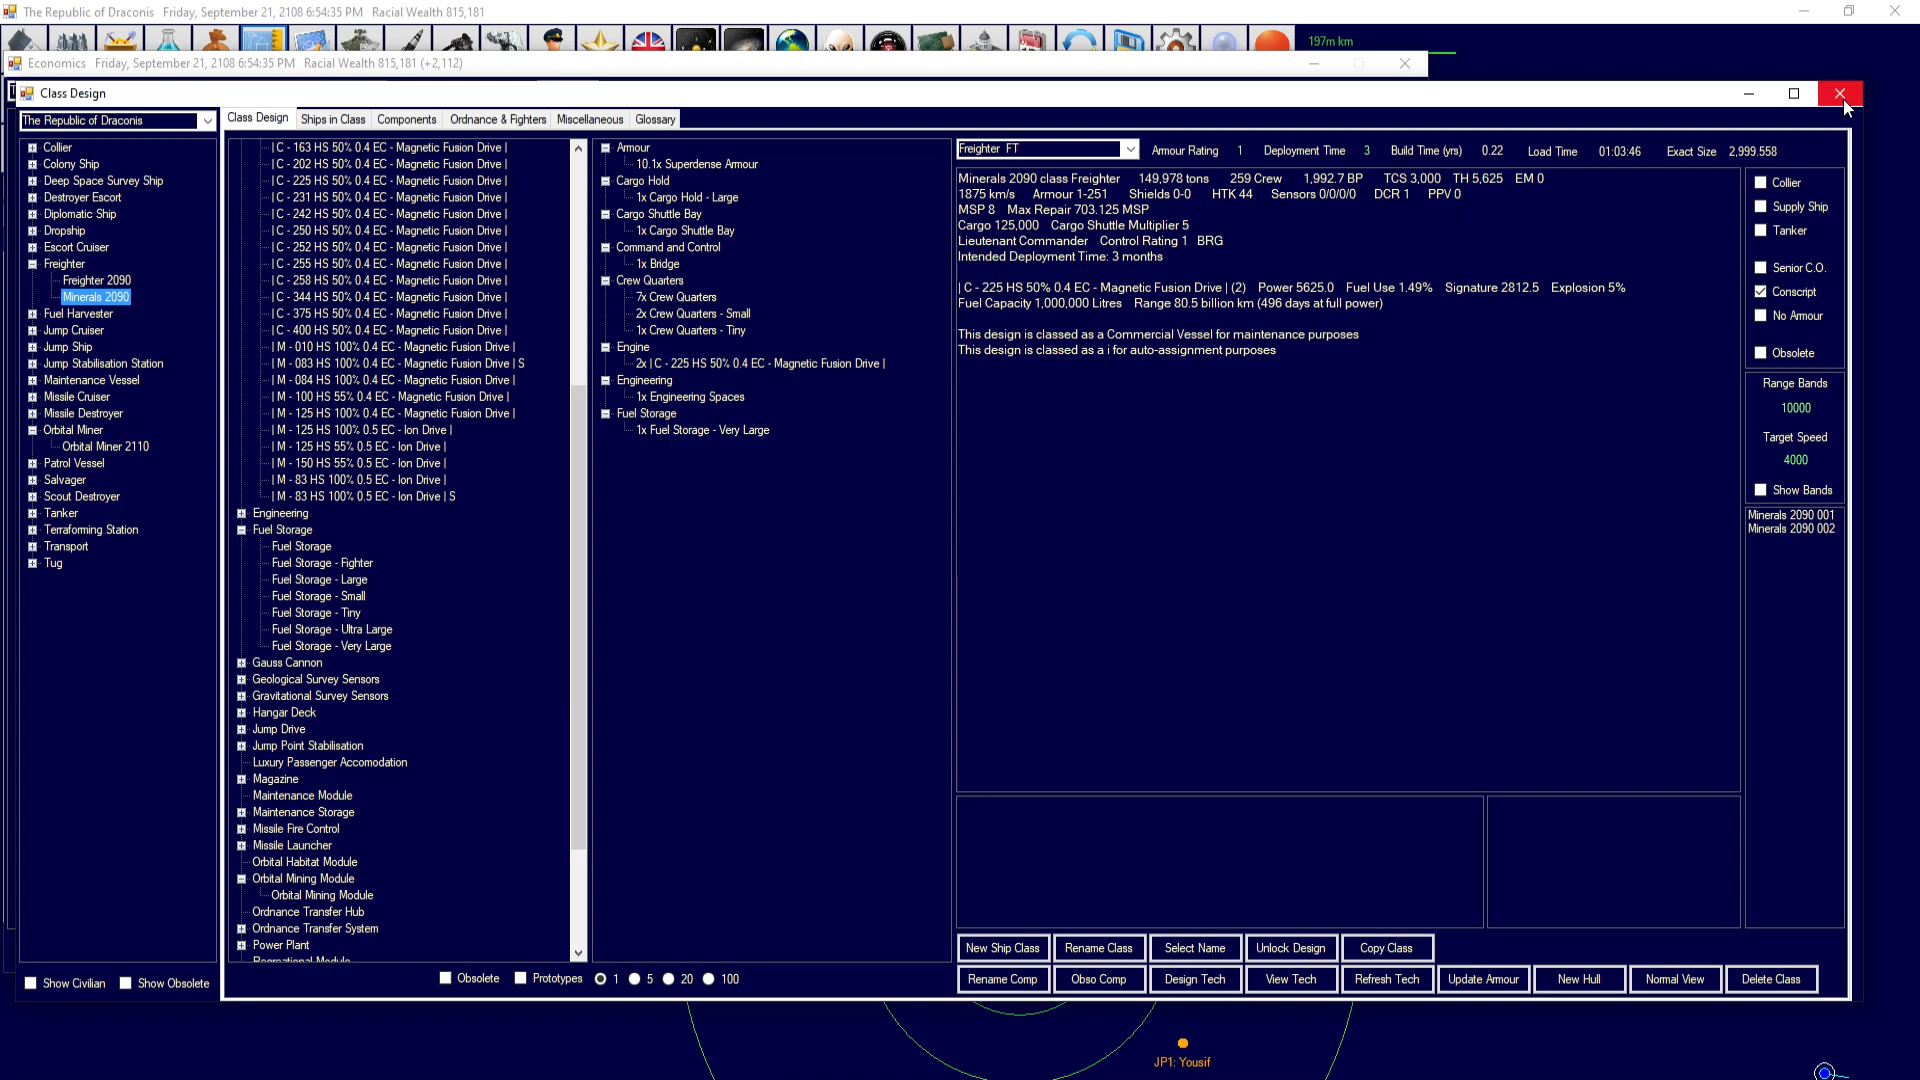 The Republic of Draconis Friday, September 21, 2108 6:54:35 PM Racial Wealth 815,181
197m km
Economics Friday, September 21, 2108 6:54:35 PM Racial Wealth 815,181 (+2,112)
Class Design
The Republic of Draconis
Class Design Ships in Class Components Ordnance & Fighters Miscellaneous Glossary
Collier
Colony Ship
Deep Space Survey Ship
Destroyer Escort
Diplomatic Ship
Dropship
Escort Cruiser
Freighter
Freighter 2090
Minerals 2090
Fuel Harvester
Jump Cruiser
Jump Ship
Jump Stabilisation Station
Maintenance Vessel
Missile Cruiser
Missile Destroyer
Orbital Miner
Orbital Miner 2110
Patrol Vessel
Salvager
Scout Destroyer
Tanker
Terraforming Station
Transport
Tug
Show Civilian Show Obsolete
| C - 163 HS 50% 0.4 EC - Magnetic Fusion Drive |
| C - 202 HS 50% 0.4 EC - Magnetic Fusion Drive |
| C - 225 HS 50% 0.4 EC - Magnetic Fusion Drive |
| C - 231 HS 50% 0.4 EC - Magnetic Fusion Drive |
| C - 242 HS 50% 0.4 EC - Magnetic Fusion Drive |
| C - 250 HS 50% 0.4 EC - Magnetic Fusion Drive |
| C - 252 HS 50% 0.4 EC - Magnetic Fusion Drive |
| C - 255 HS 50% 0.4 EC - Magnetic Fusion Drive |
| C - 258 HS 50% 0.4 EC - Magnetic Fusion Drive |
| C - 344 HS 50% 0.4 EC - Magnetic Fusion Drive |
| C - 375 HS 50% 0.4 EC - Magnetic Fusion Drive |
| C - 400 HS 50% 0.4 EC - Magnetic Fusion Drive |
| M - 010 HS 100% 0.4 EC - Magnetic Fusion Drive |
| M - 083 HS 100% 0.4 EC - Magnetic Fusion Drive | S
| M - 084 HS 100% 0.4 EC - Magnetic Fusion Drive |
| M - 100 HS 55% 0.4 EC - Magnetic Fusion Drive |
| M - 125 HS 100% 0.4 EC - Magnetic Fusion Drive |
| M - 125 HS 100% 0.5 EC - Ion Drive |
| M - 125 HS 55% 0.5 EC - Ion Drive |
| M - 150 HS 55% 0.5 EC - Ion Drive |
| M - 83 HS 100% 0.5 EC - Ion Drive |
| M - 83 HS 100% 0.5 EC - Ion Drive | S
Engineering
Fuel Storage
Fuel Storage
Fuel Storage - Fighter
Fuel Storage - Large
Fuel Storage - Small
Fuel Storage - Tiny
Fuel Storage - Ultra Large
Fuel Storage - Very Large
Gauss Cannon
Geological Survey Sensors
Gravitational Survey Sensors
Hangar Deck
Jump Drive
Jump Point Stabilisation
Luxury Passenger Accomodation
Magazine
Maintenance Module
Maintenance Storage
Missile Fire Control
Missile Launcher
Orbital Habitat Module
Orbital Mining Module
Orbital Mining Module
Ordnance Transfer Hub
Ordnance Transfer System
Power Plant
Recreational Module
Obsolete Prototypes 1 5 20 100
Armour
10.1x Superdense Armour
Cargo Hold
1x Cargo Hold - Large
Cargo Shuttle Bay
1x Cargo Shuttle Bay
Command and Control
1x Bridge
Crew Quarters
7x Crew Quarters
2x Crew Quarters - Small
1x Crew Quarters - Tiny
Engine
2x | C - 225 HS 50% 0.4 EC - Magnetic Fusion Drive |
Engineering
1x Engineering Spaces
Fuel Storage
1x Fuel Storage - Very Large
Freighter FT Armour Rating 1 Deployment Time 3 Build Time (yrs) 0.22 Load Time 01:03:46 Exact Size 2,999.558
Minerals 2090 class Freighter 149,978 tons 259 Crew 1,992.7 BP TCS 3,000 TH 5,625 EM 0
1875 km/s Armour 1-251 Shields 0-0 HTK 44 Sensors 0/0/0/0 DCR 1 PPV 0
MSP 8 Max Repair 703.125 MSP
Cargo 125,000 Cargo Shuttle Multiplier 5
Lieutenant Commander Control Rating 1 BRG
Intended Deployment Time: 3 months
| C - 225 HS 50% 0.4 EC - Magnetic Fusion Drive | (2) Power 5625.0 Fuel Use 1.49% Signature 2812.5 Explosion 5%
Fuel Capacity 1,000,000 Litres Range 80.5 billion km (496 days at full power)
This design is classed as a Commercial Vessel for maintenance purposes
This design is classed as a i for auto-assignment purposes
Collier
Supply Ship
Tanker
Senior C.O.
Conscript
No Armour
Obsolete
Range Bands
10000
Target Speed
4000
Show Bands
Minerals 2090 001
Minerals 2090 002
New Ship Class Rename Class Select Name Unlock Design Copy Class
Rename Comp Obso Comp Design Tech View Tech Refresh Tech Update Armour New Hull Normal View Delete Class
JP1: Yousif